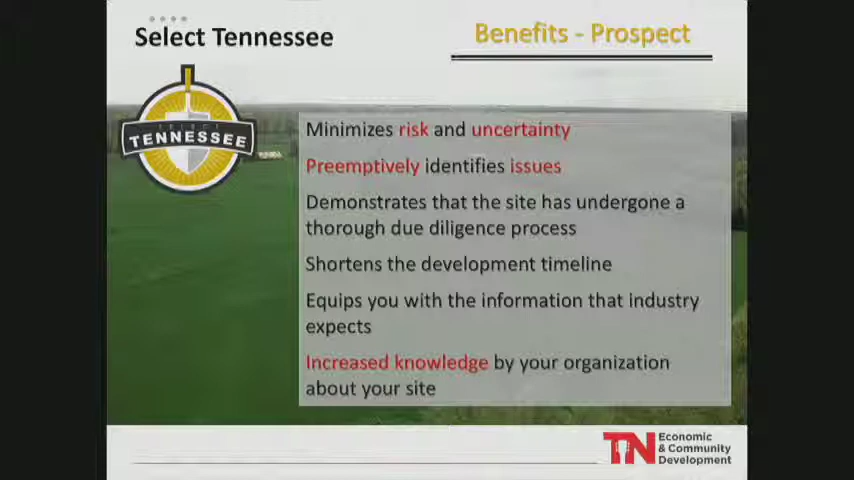 Select Tennessee
Benefits - Prospect
SELECT
TENNESSEE
Minimizes risk and uncertainty
Preemptively identifies issues
Demonstrates that the site has undergone a
thorough due diligence process
Shortens the development timeline
Equips you with the information that industry
expects
Increased knowledge by your organization
about your site
TN
Economic
& Community
Development